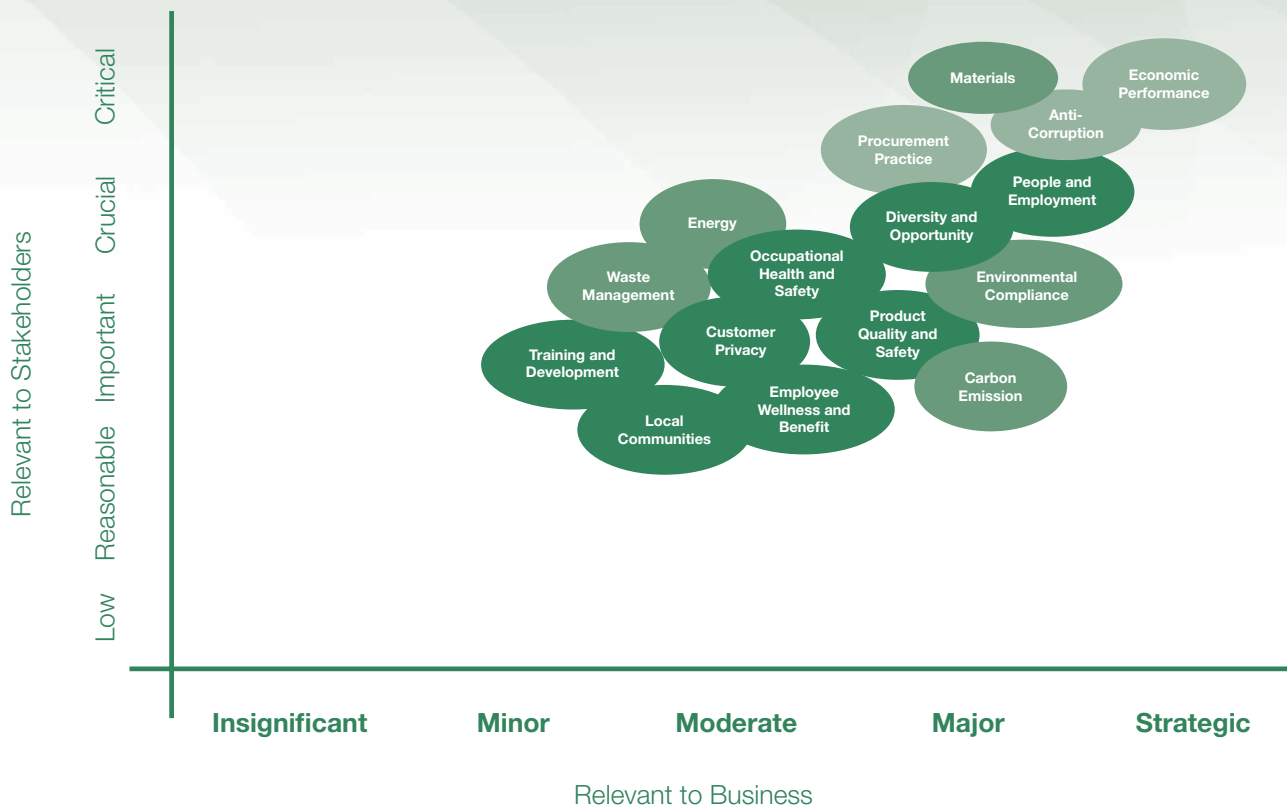 Relevant to Stakeholders
Critical
Crucial
Important
Reasonable
Low
Materials
Economic
Performance
Anti-
Corruption
Procurement
Practice
People and
Employment
Energy
Diversity and
Opportunity
Occupational
Health and
Safety
Waste
Management
Environmental
Compliance
Product
Quality and
Safety
Customer
Privacy
Training and
Development
Carbon
Emission
Employee
Wellness and
Benefit
Local
Communities
Insignificant
Minor
Moderate
Major
Strategic
Relevant to Business